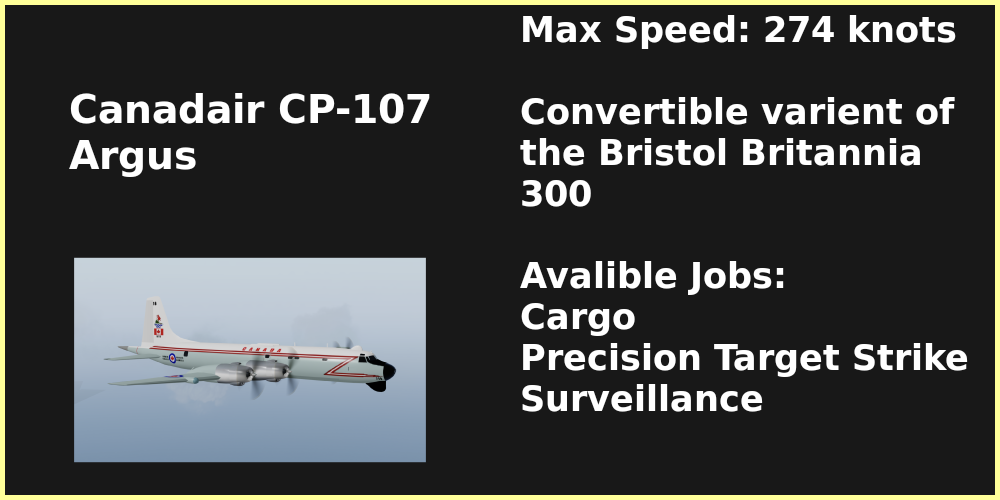 Canadair CP-107
Argus
Max Speed: 274 knots
Convertible varient of
the Bristol Britannia
300
Avalible Jobs:
Cargo
Precision Target Strike
Surveillance
CANADA